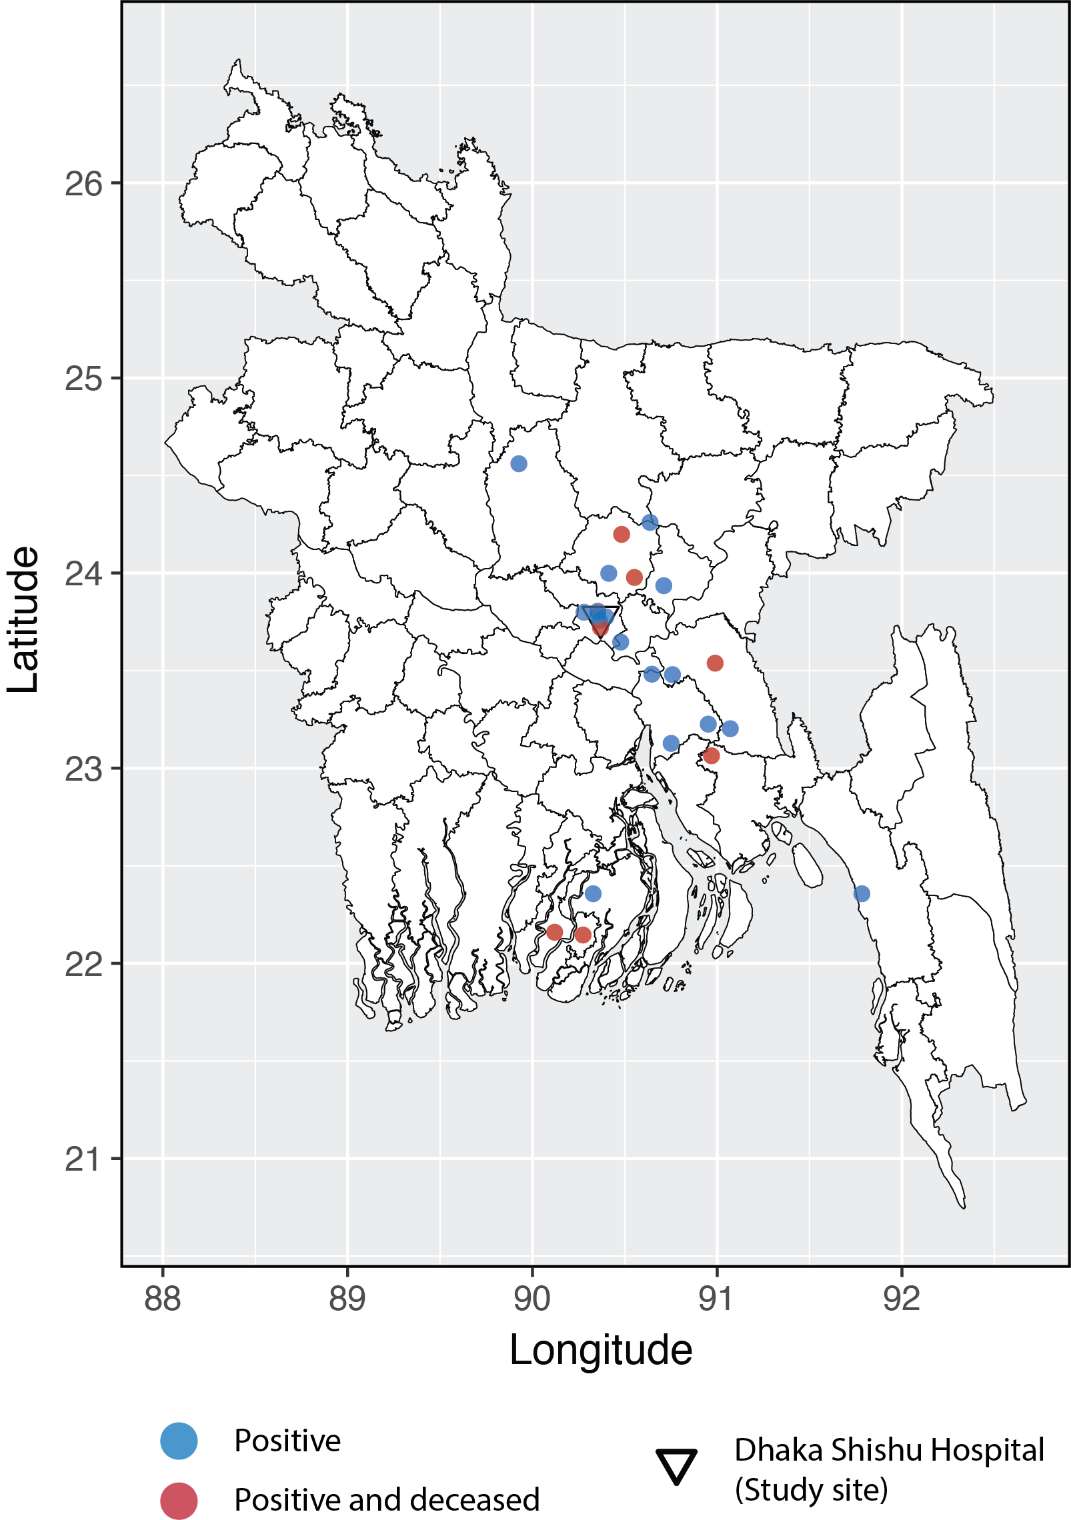 26
25
24
23
22
21
Latitude
88 89 90 91 92
Longitude
Positive
Positive and deceased
Dhaka Shishu Hospital
(Study site)